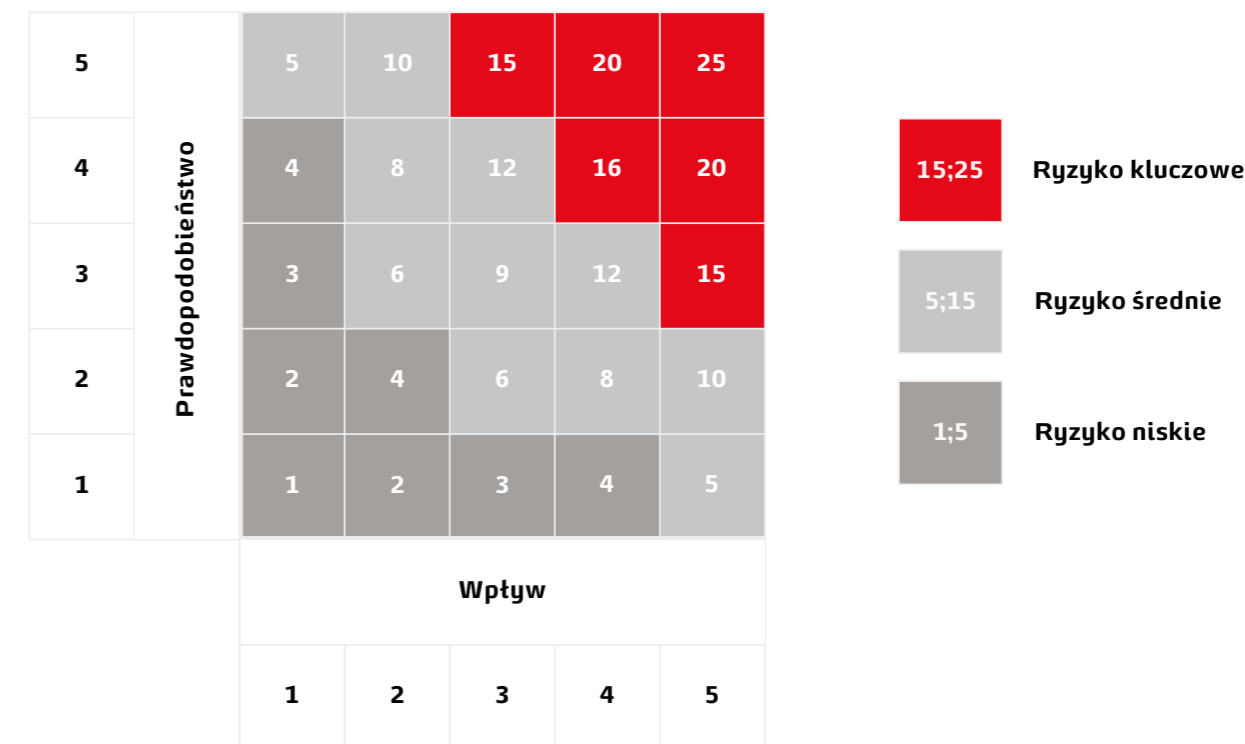 5 5 10 15 20 25
4 4 8 12 16 20
15;25 Ryzyko kluczowe
Prawdopodobieństwo
3 3 6 9 12 15
5;15 Ryzyko średnie
2 2 4 6 8 10
1;5 Ryzyko niskie
1 1 2 3 4 5
Wpływ
1 2 3 4 5